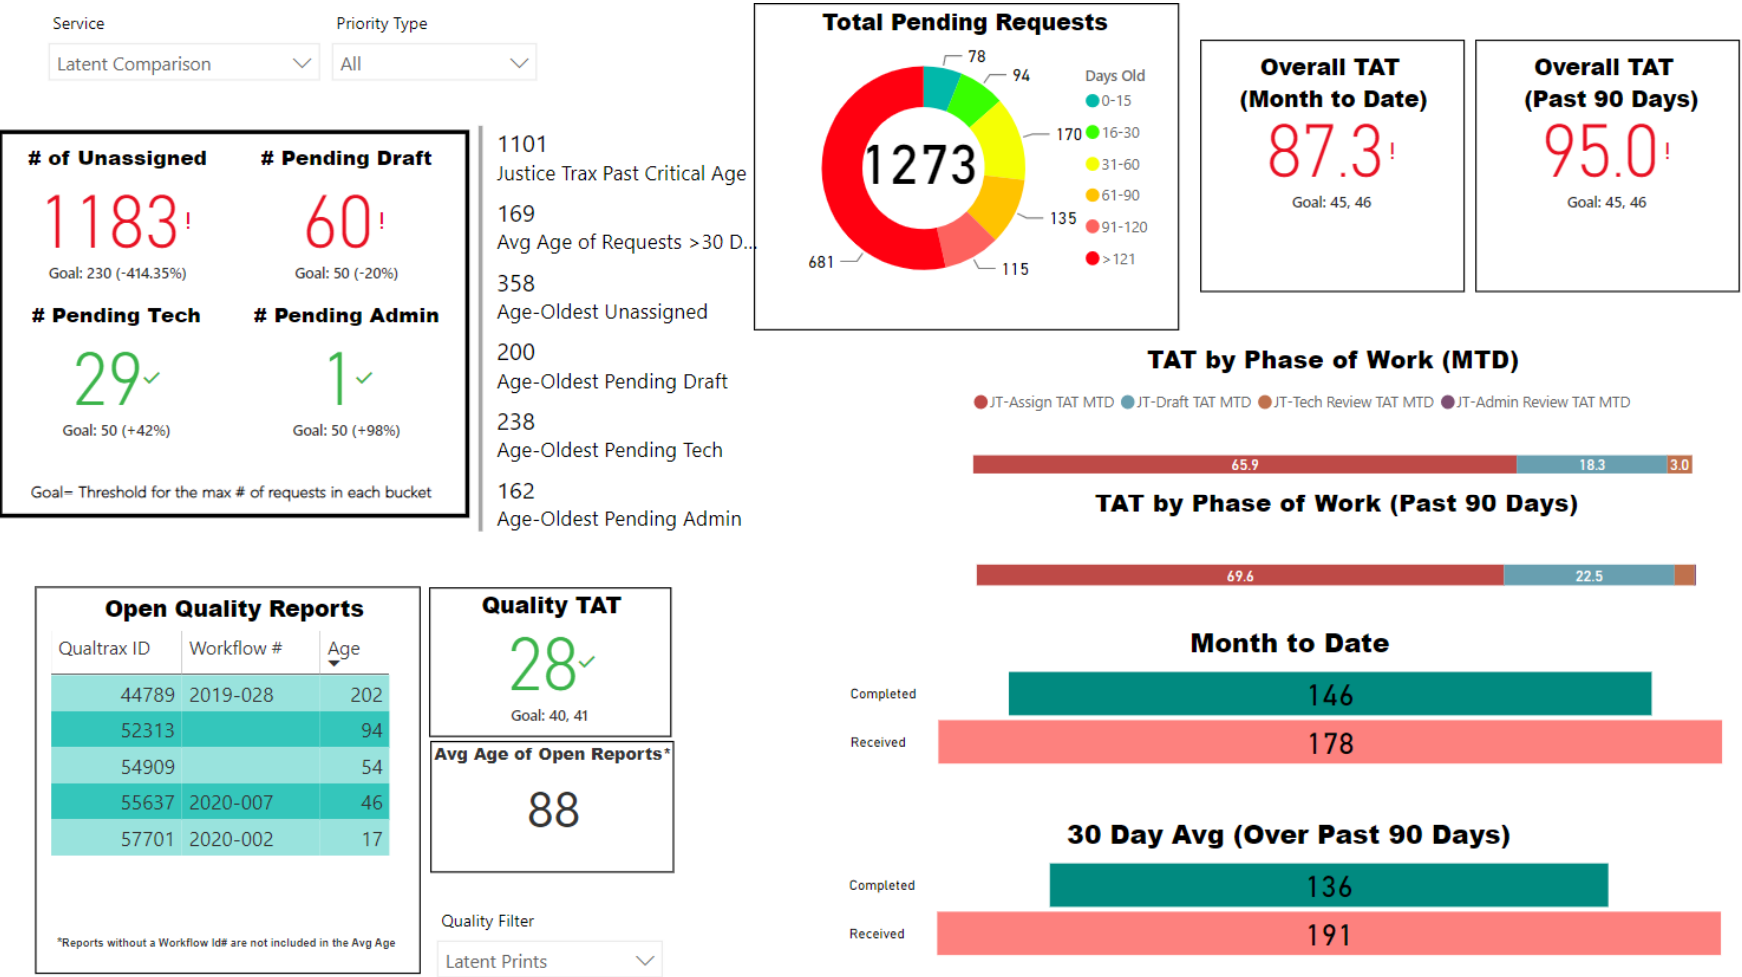 Service
Latent Comparison
Priority Type
All
# of Unassigned
1183!
Goal: 230 (-414.35%)
# Pending Draft
60!
Goal: 50 (-20%)
# Pending Tech
29
Goal: 50 (+42%)
# Pending Admin
1
Goal: 50 (+98%)
Goal= Threshold for the max # of requests in each bucket
1101
Justice Trax Past Critical Age
169
Avg Age of Requests >30 D...
358
Age-Oldest Unassigned
200
Age-Oldest Pending Draft
238
Age-Oldest Pending Tech
162
Age-Oldest Pending Admin
Total Pending Requests
78
94
170
135
115
681
1273
Days Old
0-15
16-30
31-60
61-90
91-120
>121
Overall TAT
(Month to Date)
87.3!
Goal: 45, 46
Overall TAT
(Past 90 Days)
95.0!
Goal: 45, 46
TAT by Phase of Work (MTD)
JT-Assign TAT MTD JT-Draft TAT MTD JT-Tech Review TAT MTD JT-Admin Review TAT MTD
65.9 18.3 3.0
TAT by Phase of Work (Past 90 Days)
69.6 22.5
Open Quality Reports
Qualtrax ID Workflow # Age
44789 2019-028 202
52313 94
54909 54
55637 2020-007 46
57701 2020-002 17
*Reports without a Workflow Id# are not included in the Avg Age
Quality TAT
28
Goal: 40, 41
Avg Age of Open Reports*
88
Quality Filter
Latent Prints
Month to Date
Completed 146
Received 178
30 Day Avg (Over Past 90 Days)
Completed 136
Received 191